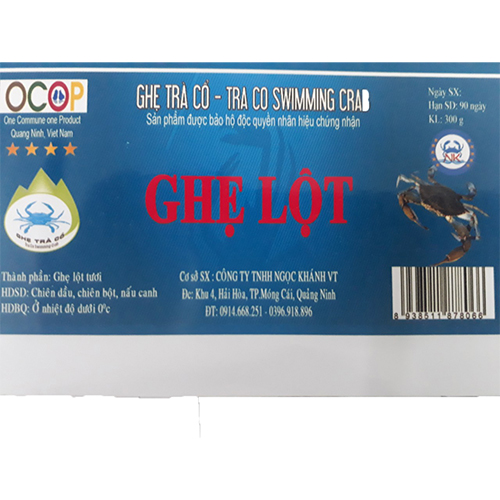 OCOP
One Commune one Product
Quang Ninh, Viet Nam
GHẸ TRÀ CỔ - TRA CO SWIMMING CRAB
Sản phẩm được bảo hộ độc quyền nhãn hiệu chứng nhận
Ngày SX:
Hạn SD: 90 ngày
KL: 300 g
NK
GHẸ LỘT
GHẸ TRÀ CỔ
Thành phần: Ghẹ lột tươi
HDSD: Chiên dầu, chiên bột, nấu canh
HDBQ: Ở nhiệt độ dưới 0°c
Cơ sở SX : CÔNG TY TNHH NGỌC KHÁNH VT
Đc: Khu 4, Hải Hòa, TP.Móng Cái, Quảng Ninh
ĐT: 0914.668.251 - 0396.918.896